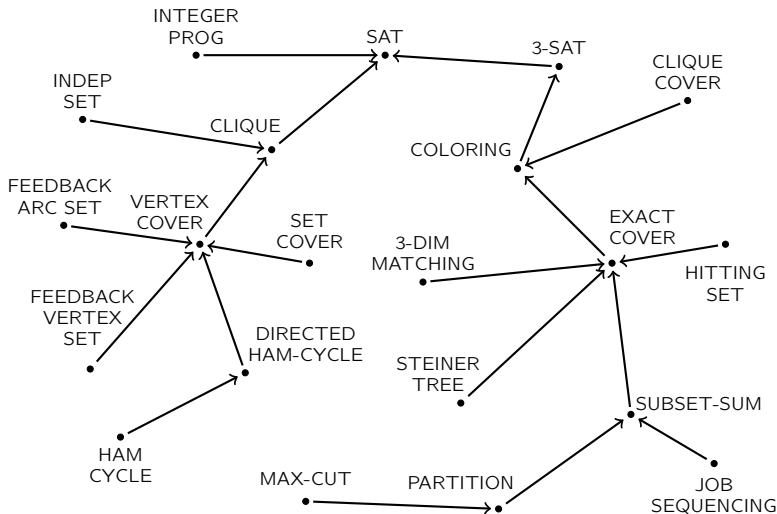 INTEGER
PROG
SAT
3-SAT
CLIQUE
COVER
INDEP
SET
CLIQUE
COLORING
FEEDBACK
ARC SET
VERTEX
COVER
SET
COVER
3-DIM
MATCHING
EXACT
COVER
HITTING
SET
FEEDBACK
VERTEX
SET
DIRECTED
HAM-CYCLE
STEINER
TREE
SUBSET-SUM
HAM
CYCLE
MAX-CUT
PARTITION
JOB
SEQUENCING